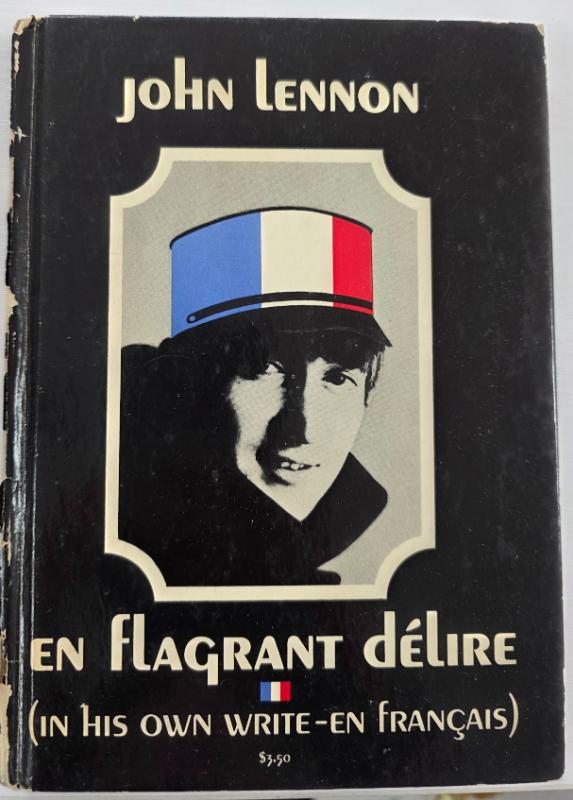 John Lennon
en flagrant délire
(in his own write-en français)
$3.50